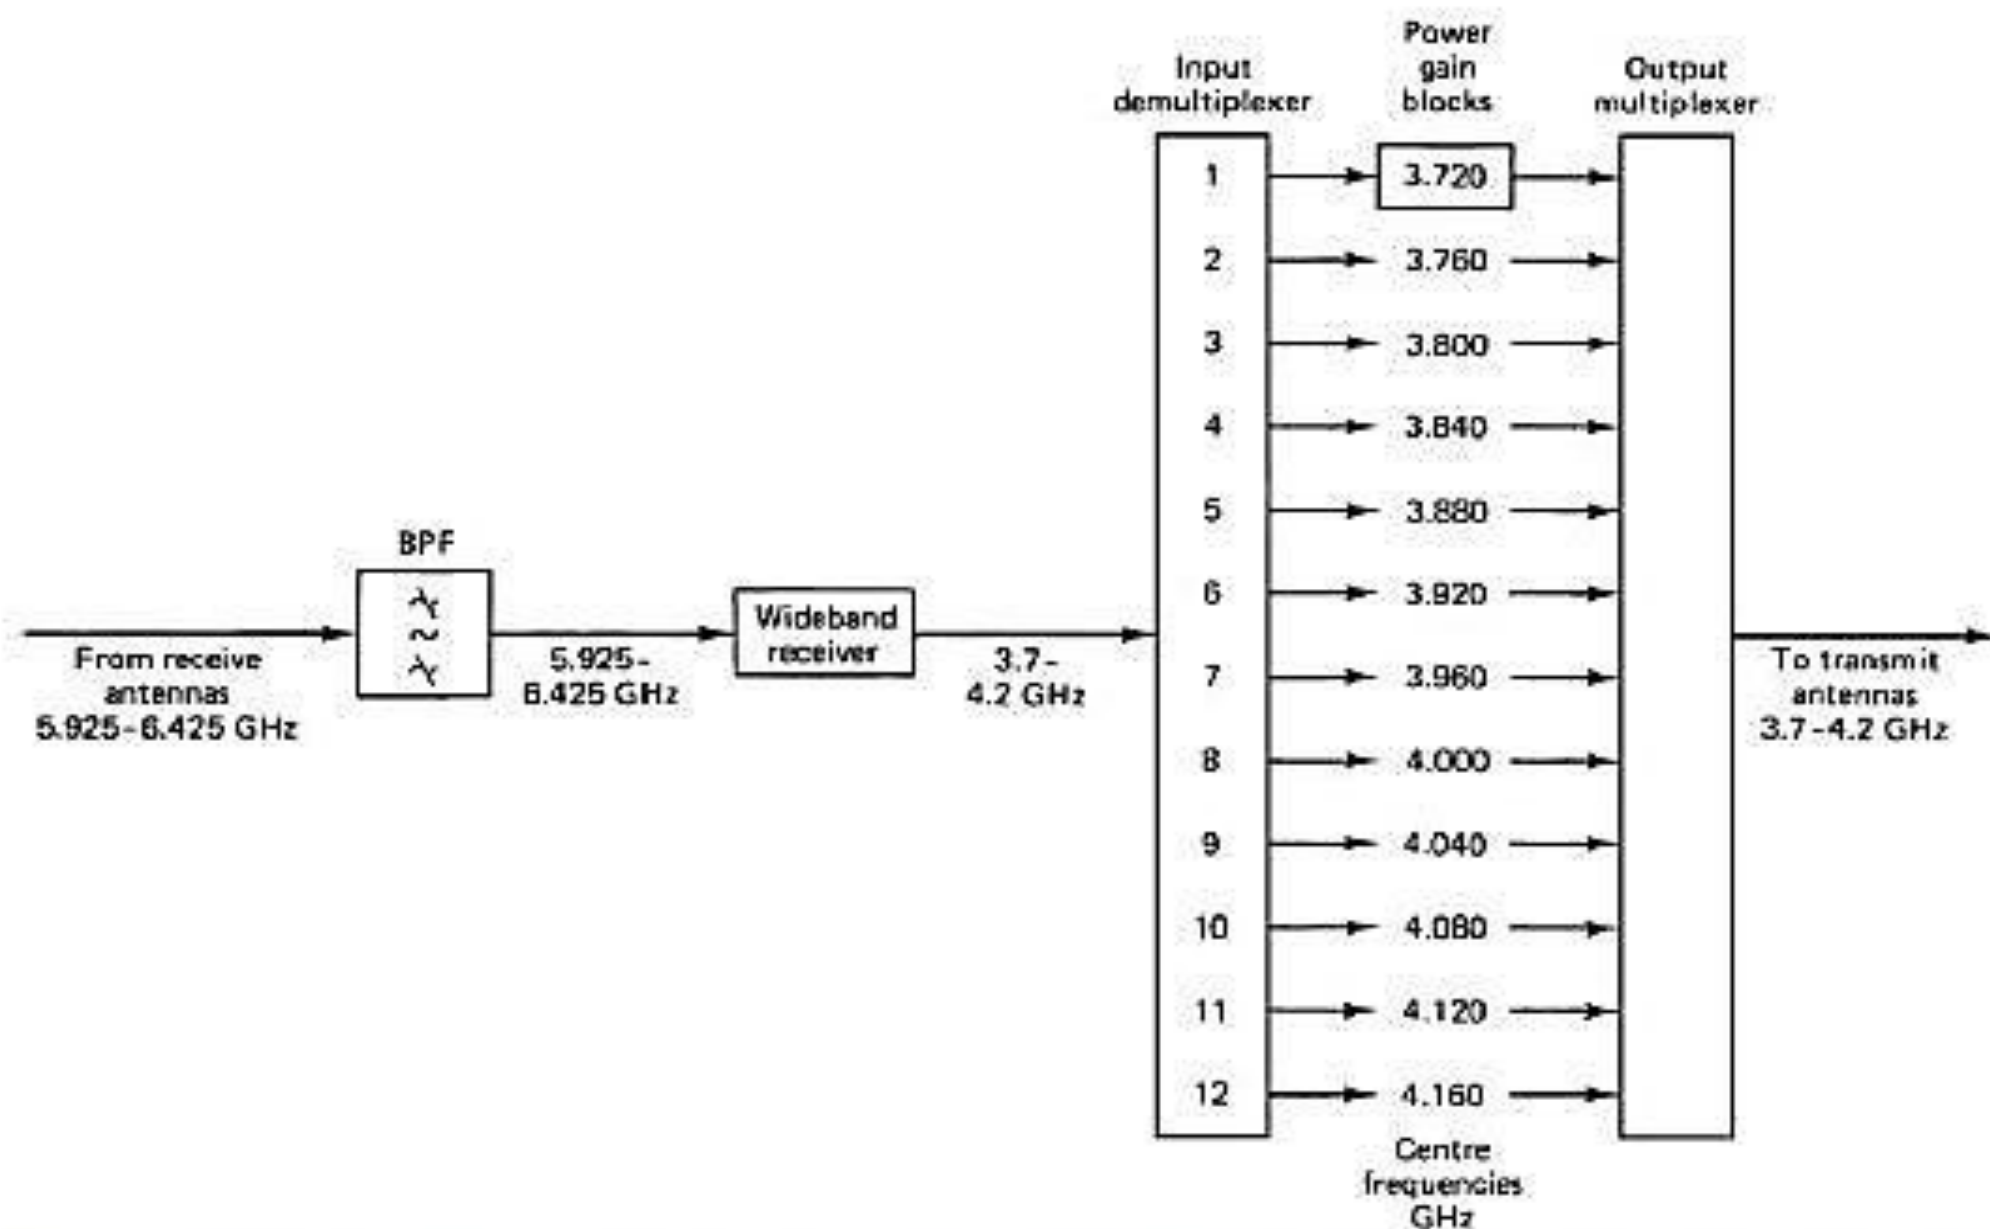 Power
gain
blocks
Input
demultiplexer
Output
multiplexer
1
3.720
2
3.760
3
3.800
4
3.840
5
3.880
6
3.920
7
3.960
8
4.000
9
4.040
10
4.080
11
4.120
12
4.160
Centre
frequencies
GHz
BPF
From receive
antennas
5.925-6.425 GHz
5.925-
6.425 GHz
Wideband
receiver
3.7-
4.2 GHz
To transmit
antennas
3.7-4.2 GHz